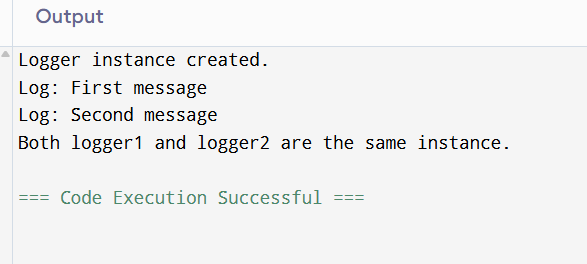 Output
Logger instance created.
Log: First message
Log: Second message
Both logger1 and logger2 are the same instance.
=== Code Execution Successful ===